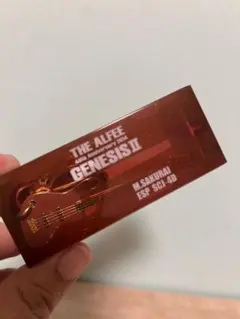 THE ALFEE
GENESIS II
M.SAKURAI
ESP SCI-4B